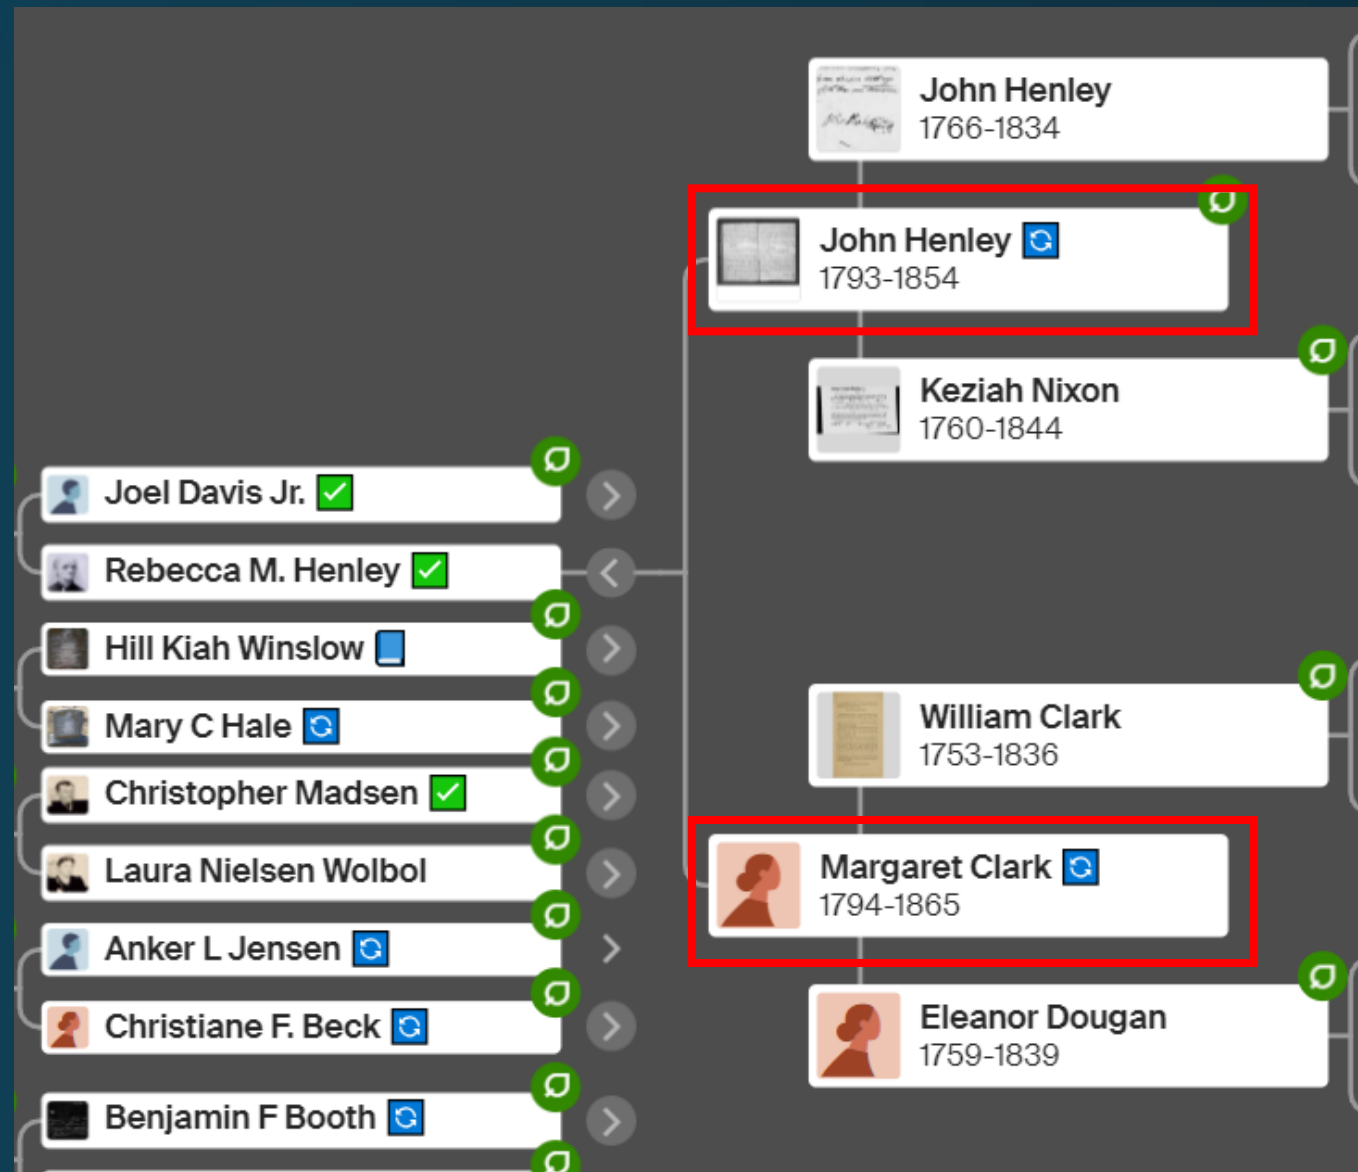 John Henley
1766-1834
John Henley
1793-1854
Keziah Nixon
1760-1844
Joel Davis Jr.
Rebecca M. Henley
Hill Kiah Winslow
Mary C Hale
Christopher Madsen
Laura Nielsen Wolbol
Anker L Jensen
Christiane F. Beck
Benjamin F Booth
William Clark
1753-1836
Margaret Clark
1794-1865
Eleanor Dougan
1759-1839